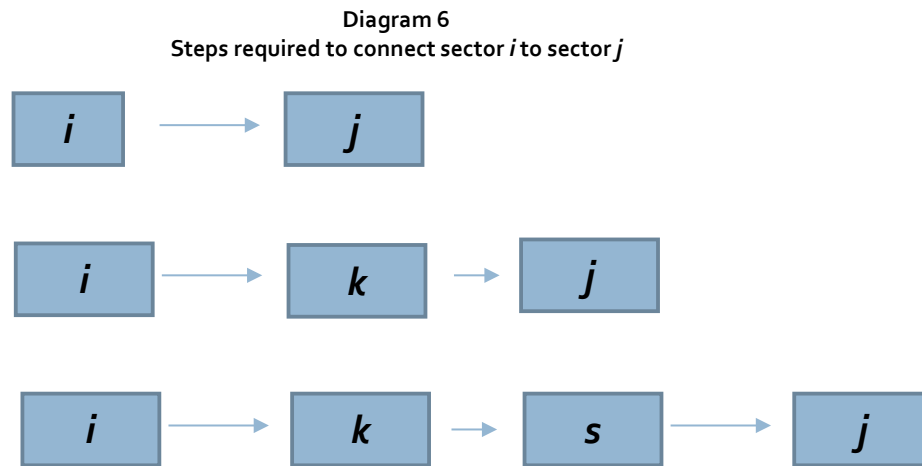 Diagram 6
Steps required to connect sector i to sector j
i j
i k j
i k s j